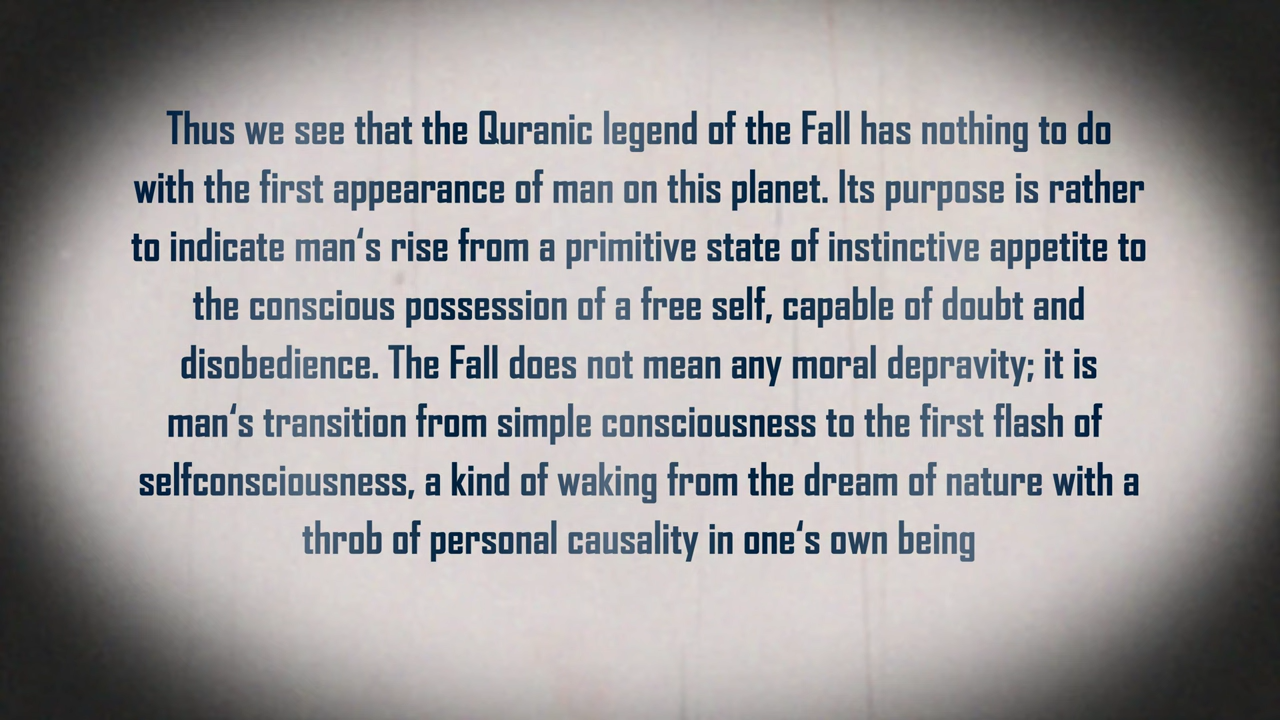 Thus we see that the Quranic legend of the Fall has nothing to do
with the first appearance of man on this planet. Its purpose is rather
to indicate man‘s rise from a primitive state of instinctive appetite to
the conscious possession of a free self, capable of doubt and
disobedience. The Fall does not mean any moral depravity; it is
man‘s transition from simple consciousness to the first flash of
selfconsciousness, a kind of waking from the dream of nature with a
throb of personal causality in one‘s own being